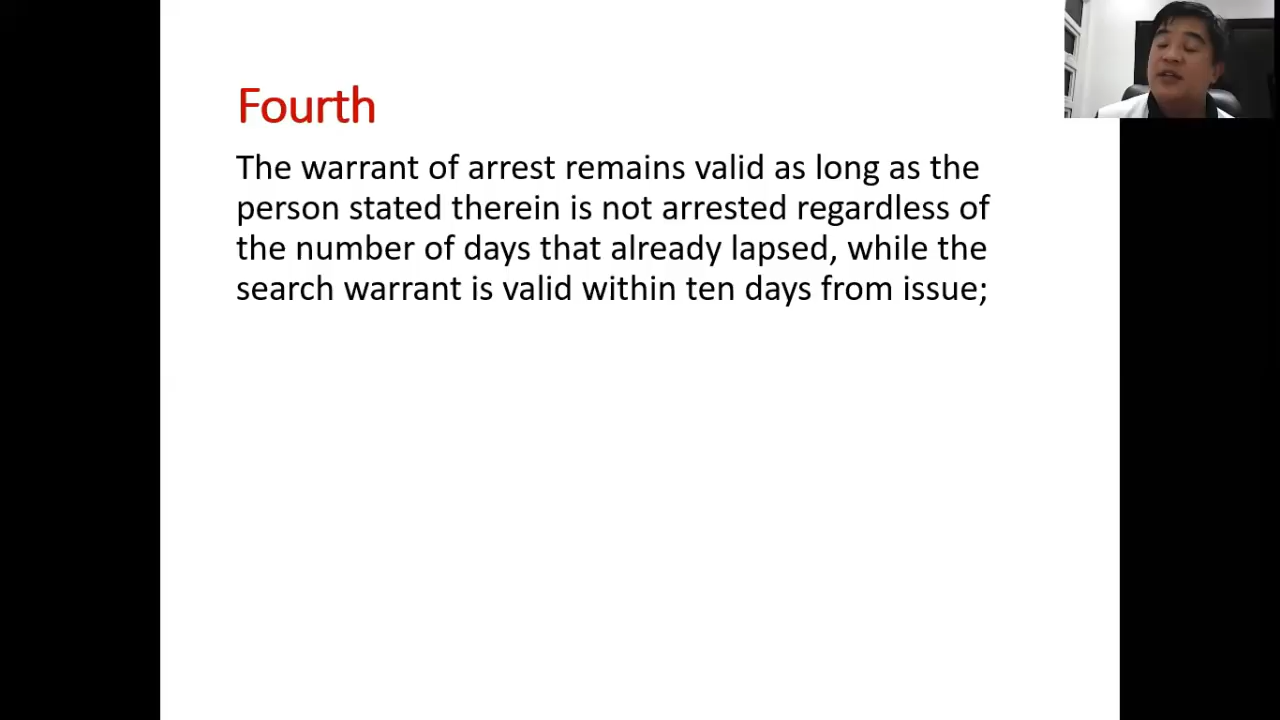 Fourth
The warrant of arrest remains valid as long as the
person stated therein is not arrested regardless of
the number of days that already lapsed, while the
search warrant is valid within ten days from issue;